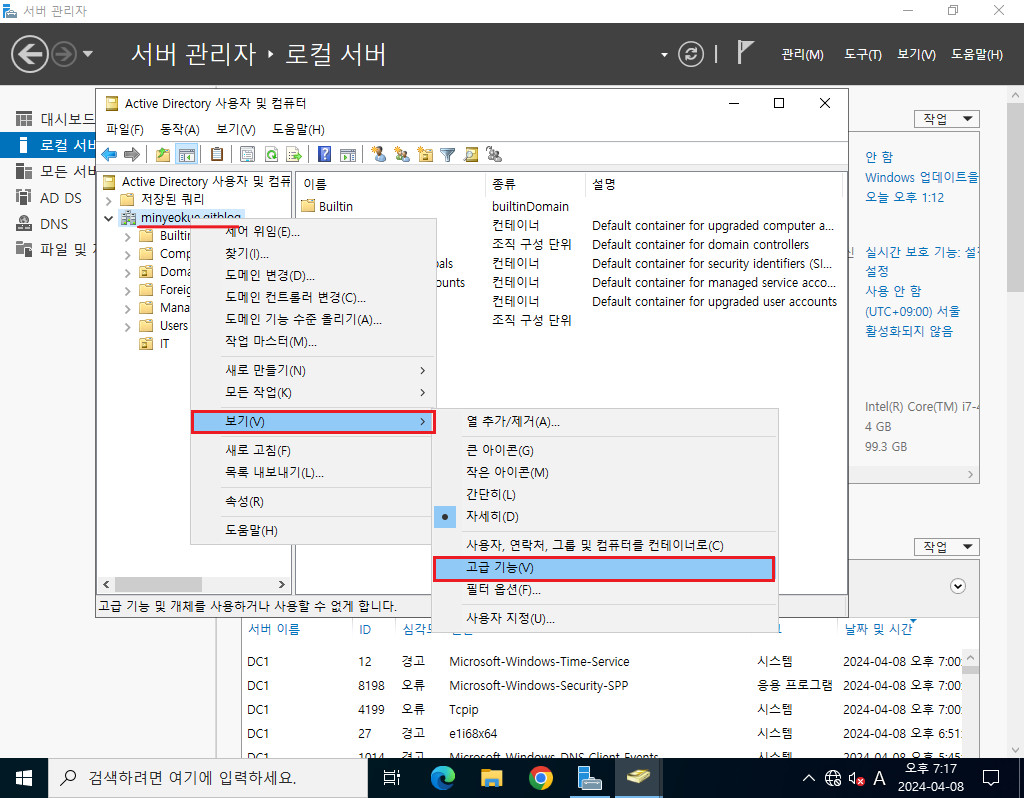 서버 관리자
서버 관리자 ‣ 로컬 서버
관리(M) 도구(T) 보기(V) 도움말(H)
대시보드
로컬 서버
모든 서버
AD DS
DNS
파일 및
Active Directory 사용자 및 컴퓨터
파일(F) 동작(A) 보기(V) 도움말(H)
Active Directory 사용자 및 컴퓨
저장된 쿼리
minyeokue.gitblog
Builtin
Comp
Doma
Foreig
Mana
Users
IT
이름 종류 설명
Builtin builtinDomain
컨테이너 Default container for upgraded computer a...
조직 구성 단위 Default container for domain controllers
als 컨테이너 Default container for security identifiers (SI...
ounts 컨테이너 Default container for managed service acco...
컨테이너 Default container for upgraded user accounts
조직 구성 단위
제어 위임(E)...
찾기(I)...
도메인 변경(D)...
도메인 컨트롤러 변경(C)...
도메인 기능 수준 올리기(A)...
작업 마스터(M)...
새로 만들기(N)
모든 작업(K)
보기(V)
새로 고침(F)
목록 내보내기(L)...
속성(R)
도움말(H)
열 추가/제거(A)...
큰 아이콘(G)
작은 아이콘(M)
간단히(L)
자세히(D)
사용자, 연락처, 그룹 및 컴퓨터를 컨테이너로(C)
고급 기능(V)
필터 옵션(F)...
사용자 지정(U)...
고급 기능 및 개체를 사용하거나 사용할 수 없게 합니다.
작업
안 함
Windows 업데이트을
오늘 오후 1:12
실시간 보호 기능: 설정
설정
사용 안 함
(UTC+09:00) 서울
활성화되지 않음
Intel(R) Core(TM) i7-4
4 GB
99.3 GB
작업
서버 이름 ID 심각도 날짜 및 시간
DC1 12 경고 Microsoft-Windows-Time-Service 시스템 2024-04-08 오후 7:00
DC1 8198 오류 Microsoft-Windows-Security-SPP 응용 프로그램 2024-04-08 오후 7:00
DC1 4199 오류 Tcpip 시스템 2024-04-08 오후 7:00
DC1 27 경고 e1i68x64 시스템 2024-04-08 오후 6:51
DC1 1014 경고 Microsoft-Windows-DNS Client Events 시스템 2024-04-08 오후 5:45
검색하려면 여기에 입력하세요.
A
오후 7:17
2024-04-08